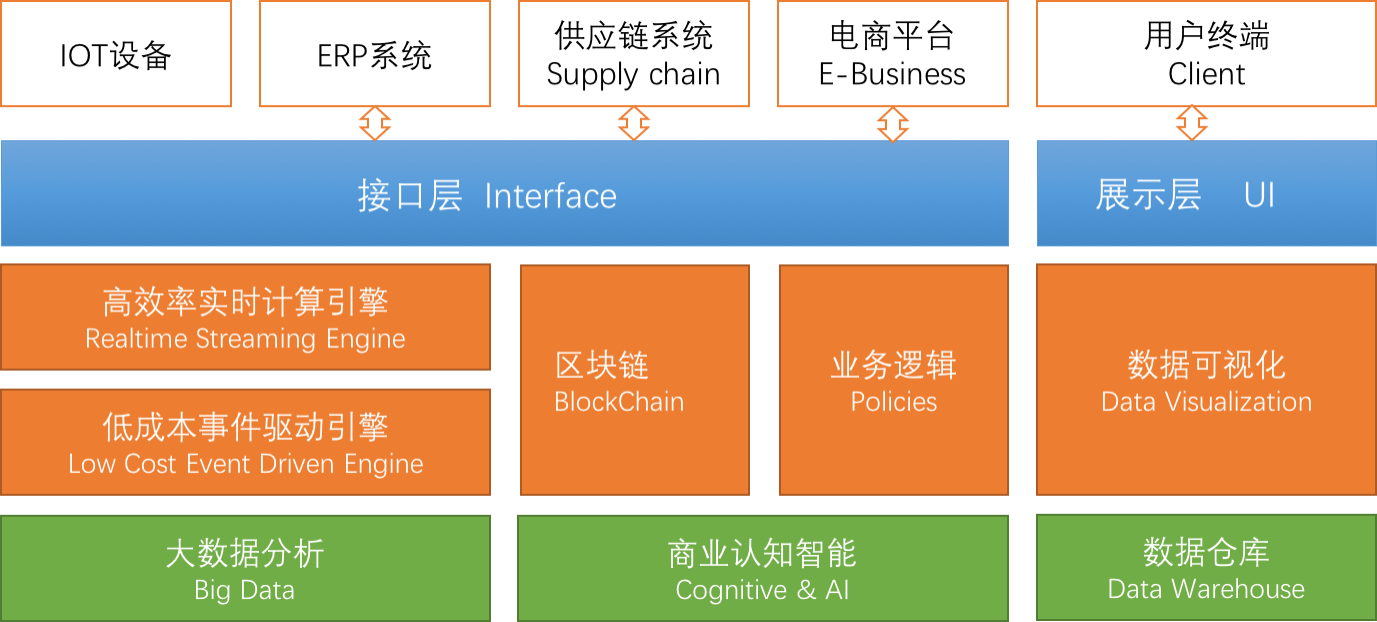 IOT设备
ERP系统
供应链系统
Supply chain
电商平台
E-Business
用户终端
Client
接口层 Interface
展示层 UI
高效率实时计算引擎
Realtime Streaming Engine
低成本事件驱动引擎
Low Cost Event Driven Engine
区块链
BlockChain
业务逻辑
Policies
数据可视化
Data Visualization
大数据分析
Big Data
商业认知智能
Cognitive & AI
数据仓库
Data Warehouse